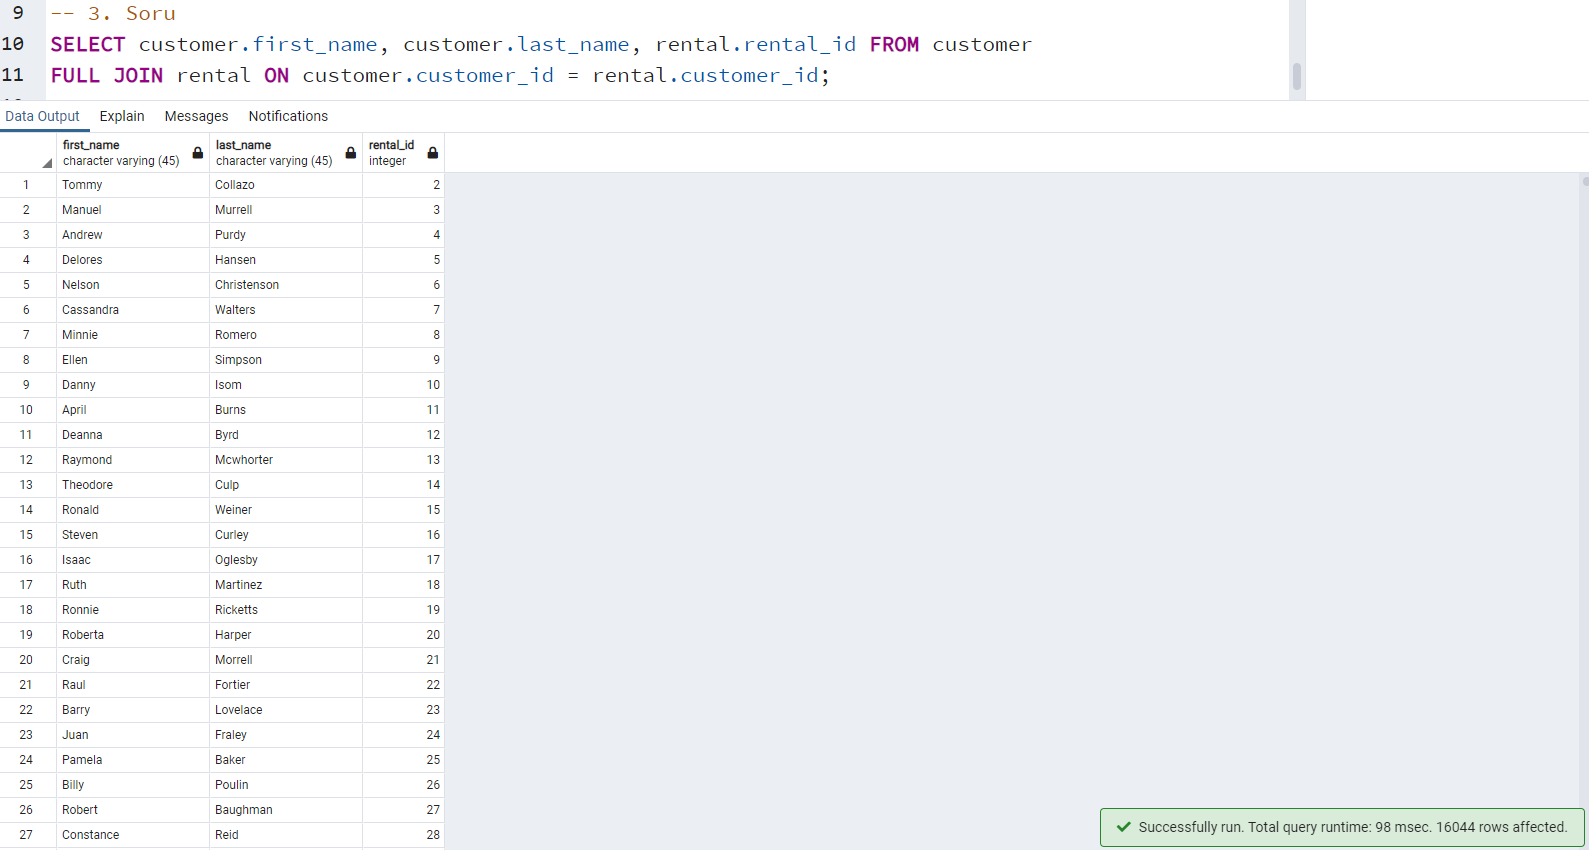 9 -- 3. Soru
10 SELECT customer.first_name, customer.last_name, rental.rental_id FROM customer
11 FULL JOIN rental ON customer.customer_id = rental.customer_id;
Data Output Explain Messages Notifications
first_name last_name rental_id
character varying (45) character varying (45) integer
1 Tommy Collazo 2
2 Manuel Murrell 3
3 Andrew Purdy 4
4 Delores Hansen 5
5 Nelson Christenson 6
6 Cassandra Walters 7
7 Minnie Romero 8
8 Ellen Simpson 9
9 Danny Isom 10
10 April Burns 11
11 Deanna Byrd 12
12 Raymond Mcwhorter 13
13 Theodore Culp 14
14 Ronald Weiner 15
15 Steven Curley 16
16 Isaac Oglesby 17
17 Ruth Martinez 18
18 Ronnie Ricketts 19
19 Roberta Harper 20
20 Craig Morrell 21
21 Raul Fortier 22
22 Barry Lovelace 23
23 Juan Fraley 24
24 Pamela Baker 25
25 Billy Poulin 26
26 Robert Baughman 27
27 Constance Reid 28
Successfully run. Total query runtime: 98 msec. 16044 rows affected.